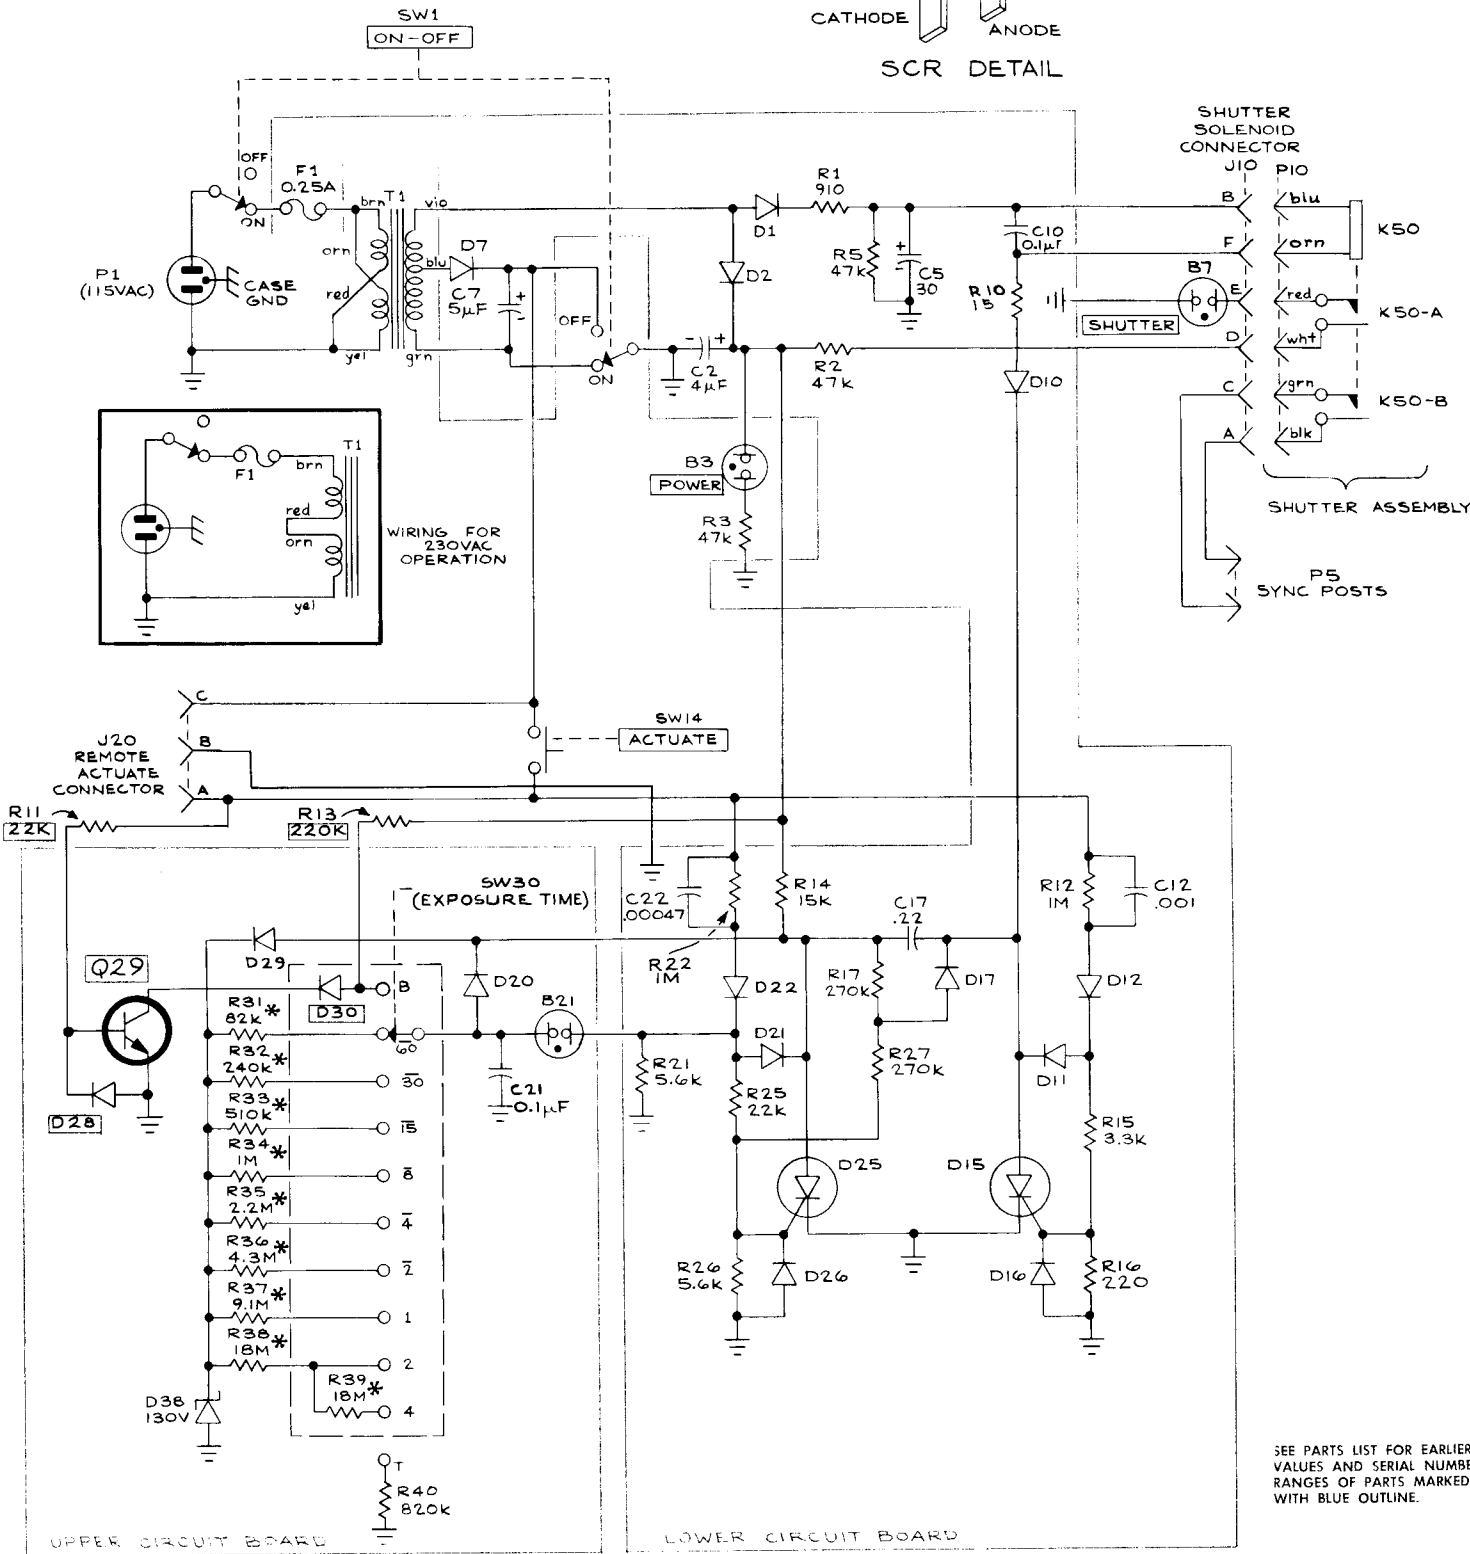 SW1
ON-OFF
CATHODE
ANODE
SCR DETAIL
SHUTTER
SOLENOID
CONNECTOR
J10 P10
OFF
F1
0.25A
ON
brn T1
vio
orn
red
yel
blu
grn
D7
C7
5µF
OFF
ON
P1
(115VAC)
CASE
GND
D1
R1
910
D2
R5
47K
+
C5
30
C10
0.1µF
R10
15
D10
- +
C2
4µF
R2
47K
B7
SHUTTER
B
F
E
D
C
A
blu
orn
red
wht
grn
blk
K50
K50-A
K50-B
SHUTTER ASSEMBLY
P5
SYNC POSTS
B3
POWER
R3
47K
F1
brn
T1
red
orn
yel
WIRING FOR
230VAC
OPERATION
C
B
A
J20
REMOTE
ACTUATE
CONNECTOR
SW14
ACTUATE
R11
22K
R13
220K
SW30
(EXPOSURE TIME)
C22
.00047
R22
1M
R14
15K
C17
.22
R12
1M
C12
.001
D29
Q29
D30
D28
D20
B21
C21
0.1µF
R21
5.6K
D22
D21
R25
22K
R17
270K
D17
R27
270K
D12
D11
R15
3.3K
D25
D15
R26
5.6K
D26
D16
R16
220
R31
82K *
R32
240K *
R33
510K *
R34
1M *
R35
2.2M *
R36
4.3M *
R37
9.1M *
R38
18M *
R39
18M *
B
60
30
15
8
4
2
1
2
4
T
R40
820K
D38
130V
SEE PARTS LIST FOR EARLIER
VALUES AND SERIAL NUMBE
RANGES OF PARTS MARKED
WITH BLUE OUTLINE.
UPPER CIRCUIT BOARD
LOWER CIRCUIT BOARD